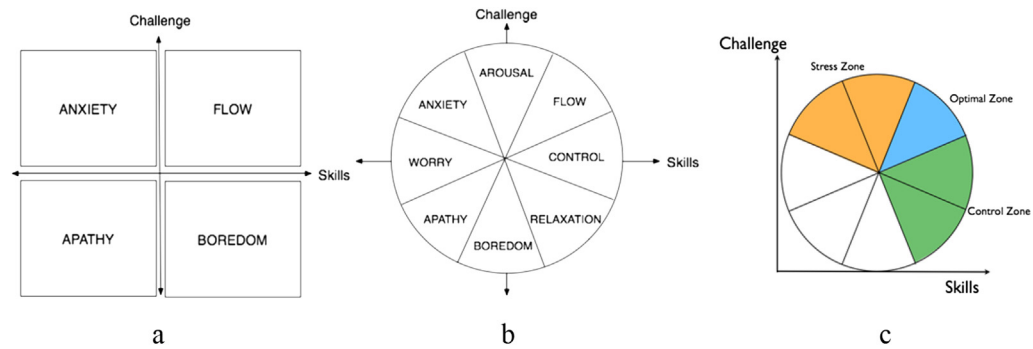 Challenge
ANXIETY
FLOW
Skills
APATHY
BOREDOM
a
Challenge
AROUSAL
ANXIETY
FLOW
WORRY
CONTROL
Skills
APATHY
RELAXATION
BOREDOM
b
Challenge
Stress Zone
Optimal Zone
Control Zone
Skills
c